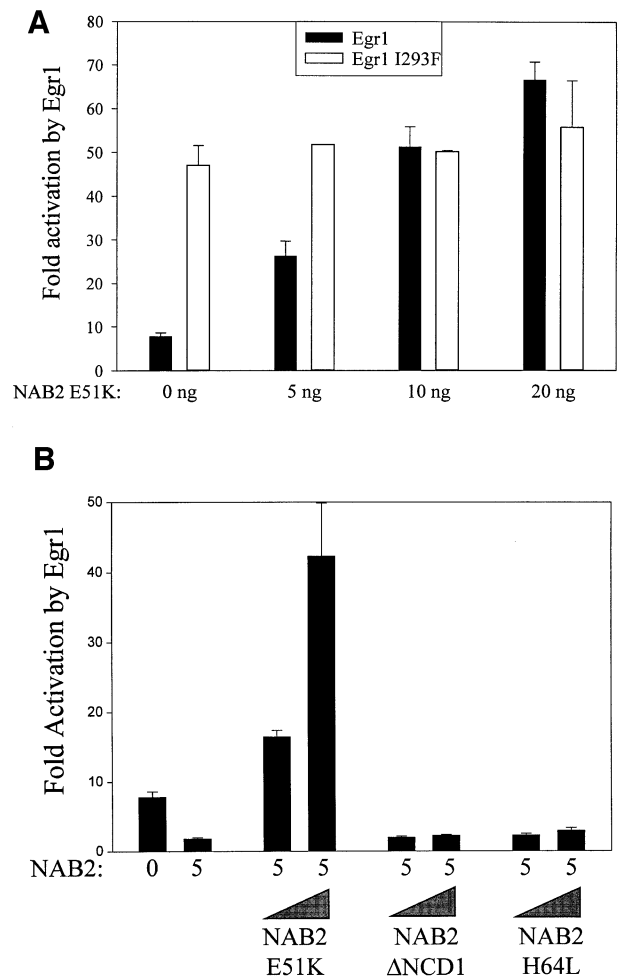 A
Fold activation by Egr1
80
70
60
50
40
30
20
10
0
Egr1
Egr1 I293F
NAB2 E51K: 0 ng 5 ng 10 ng 20 ng
B
Fold Activation by Egr1
50
40
30
20
10
0
NAB2: 0 5 5 5 5 5 5 5
NAB2 NAB2 NAB2
E51K ΔNCD1 H64L